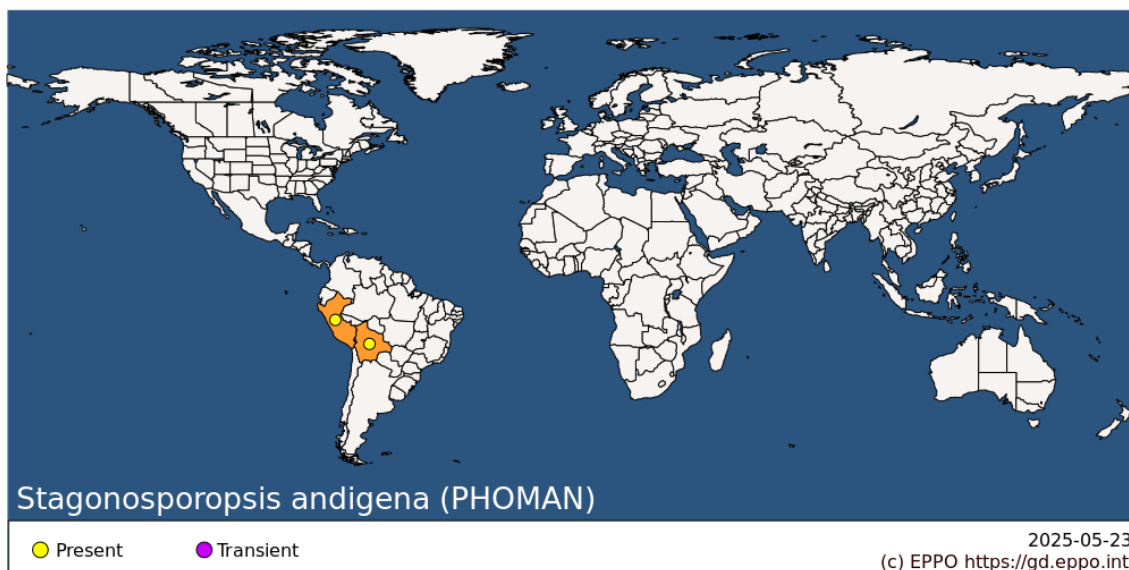 Stagonosporopsis andigena (PHOMAN)
Present
Transient
2025-05-23
(c) EPPO https://gd.eppo.int